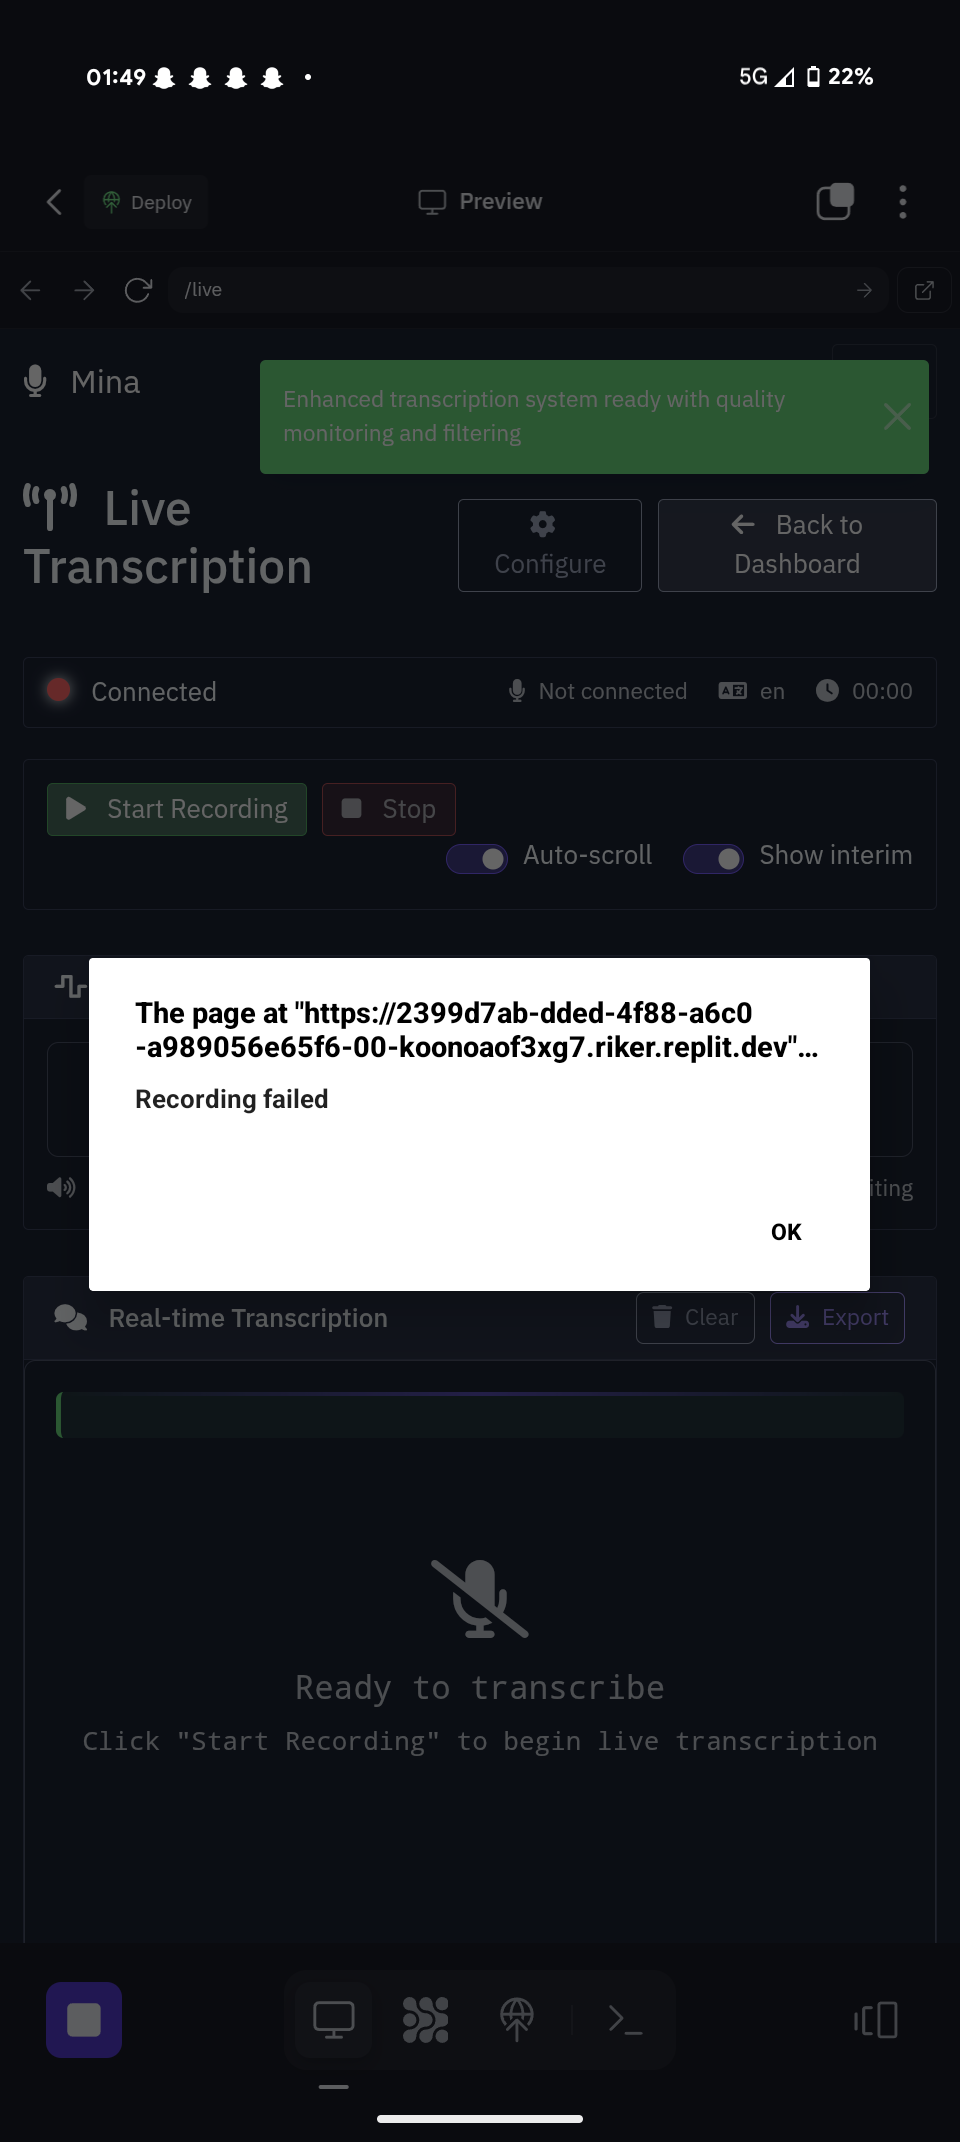 01:49
5G 22%
Deploy
Preview
/live
Mina
Enhanced transcription system ready with quality
monitoring and filtering
Live
Transcription
Configure
Back to
Dashboard
Connected
Not connected
en
00:00
Start Recording
Stop
Auto-scroll
Show interim
The page at "https://2399d7ab-dded-4f88-a6c0
-a989056e65f6-00-koonoaof3xg7.riker.replit.dev"...
Recording failed
OK
Real-time Transcription
Clear
Export
Ready to transcribe
Click "Start Recording" to begin live transcription